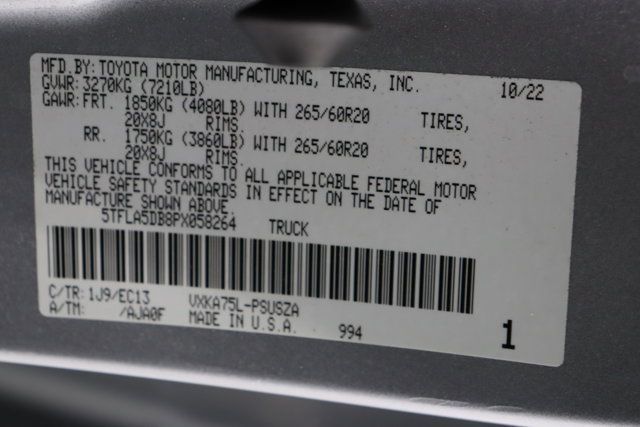 MFD. BY: TOYOTA MOTOR MANUFACTURING, TEXAS, INC. 10/22
GVWR: 3270KG (7210LB)
GAWR: FRT. 1850KG (4080LB) WITH 265/60R20 TIRES,
20X8J RIMS.
RR. 1750KG (3860LB) WITH 265/60R20 TIRES,
20X8J RIMS.
THIS VEHICLE CONFORMS TO ALL APPLICABLE FEDERAL MOTOR
VEHICLE SAFETY STANDARDS IN EFFECT ON THE DATE OF
MANUFACTURE SHOWN ABOVE.
5TFLA5DB8PX058264 TRUCK
C/TR: 1J9/EC13 VXKA75L-PSUSZA
A/TM: /AJA0F MADE IN U.S.A. 994 1